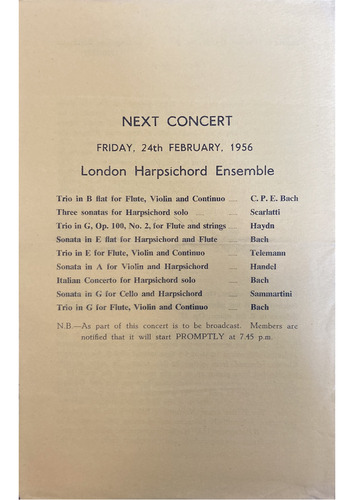 NEXT CONCERT
FRIDAY, 24th FEBRUARY, 1956
London Harpsichord Ensemble
Trio in B flat for Flute, Violin and Continuo ... C. P. E. Bach
Three sonatas for Harpsichord solo ... ... Scarlatti
Trio in G, Op. 100, No. 2, for Flute and strings ... Haydn
Sonata in E flat for Harpsichord and Flute ... Bach
Trio in E for Flute, Violin and Continuo ... Telemann
Sonata in A for Violin and Harpsichord ... Handel
Italian Concerto for Harpsichord solo ... Bach
Sonata in G for Cello and Harpsichord ... Sammartini
Trio in G for Flute, Violin and Continuo ... Bach
N.B.—As part of this concert is to be broadcast. Members are
notified that it will start PROMPTLY at 7.45 p.m.